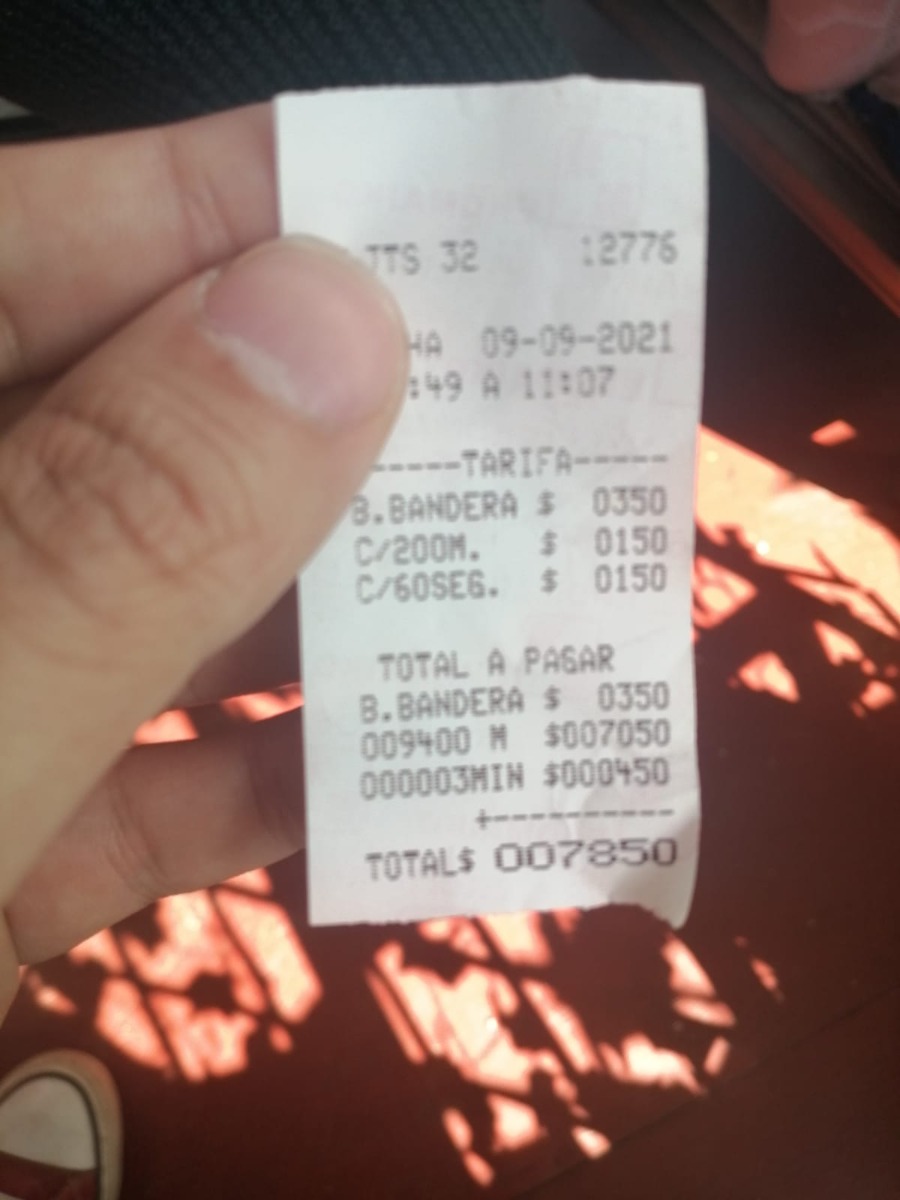 TTS 32 12776
HA 09-09-2021
:49 A 11:07
-----TARIFA-----
B.BANDERA $ 0350
C/200M. $ 0150
C/60SEG. $ 0150
TOTAL A PAGAR
B.BANDERA $ 0350
009400 M $007050
000003MIN $000450
+----------
TOTAL$ 007850